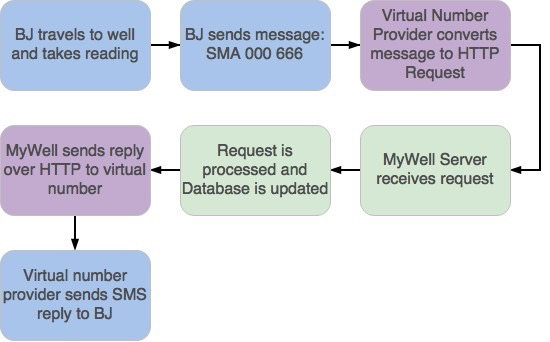 BJ travels to well
and takes reading
BJ sends message:
SMA 000 666
Virtual Number
Provider converts
message to HTTP
Request
MyWell Server
receives request
Request is
processed and
Database is updated
MyWell sends reply
over HTTP to virtual
number
Virtual number
provider sends SMS
reply to BJ